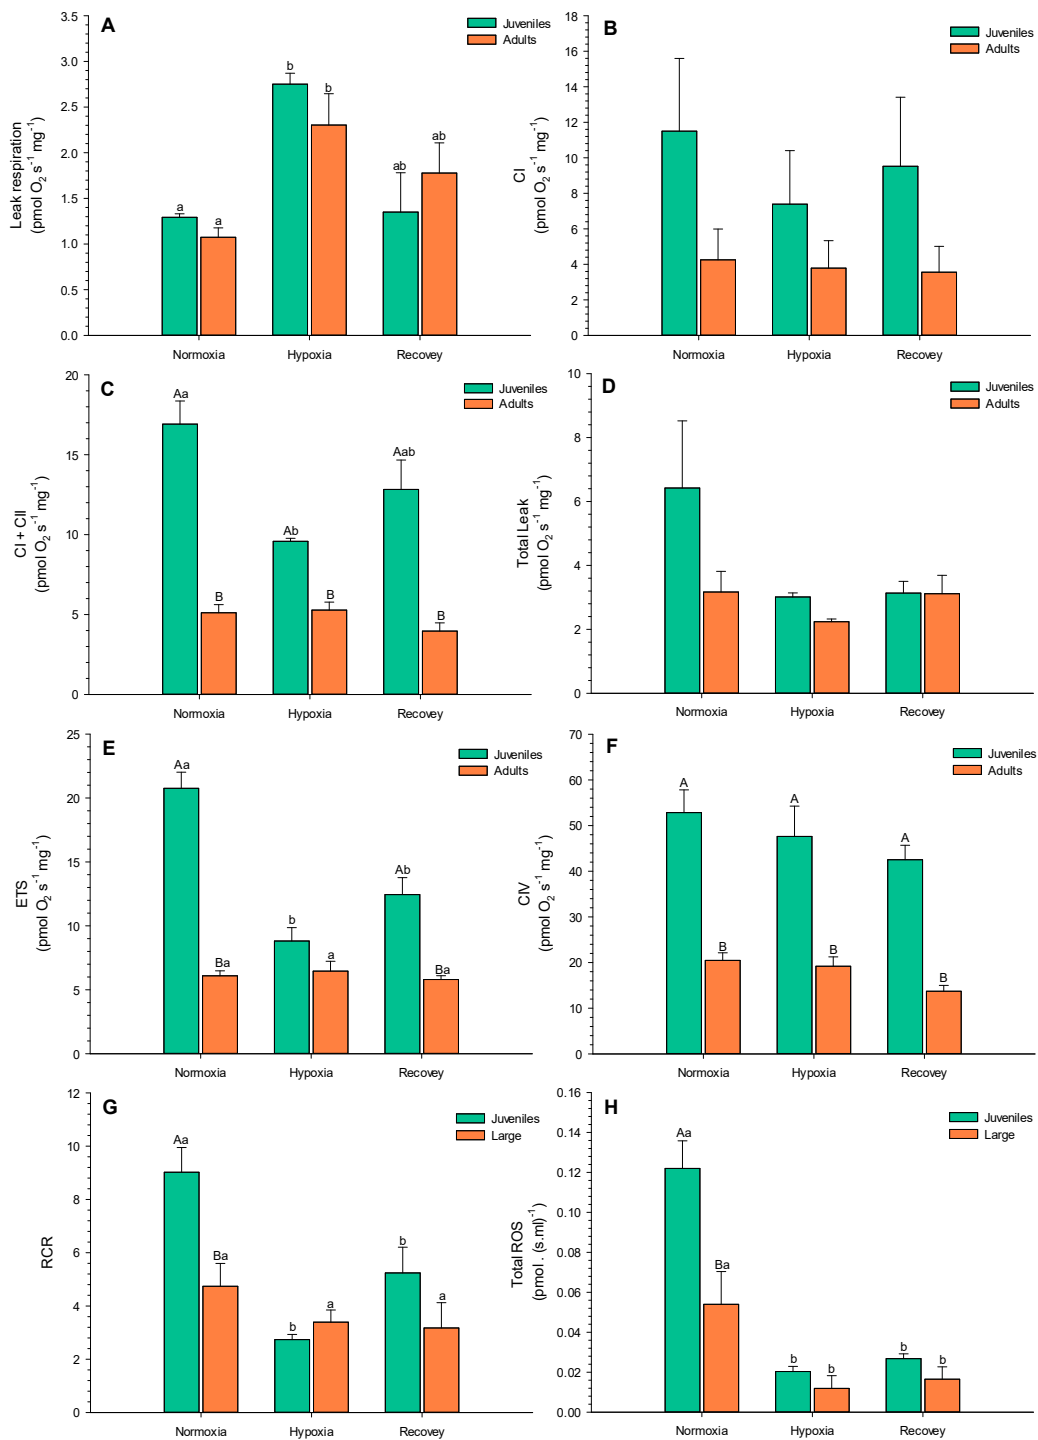 A
Juveniles
Adults
Leak respiration
(pmol O₂ s⁻¹ mg⁻¹)
3.5
3.0
2.5
2.0
1.5
1.0
0.5
0.0
a
a
b
b
ab
ab
Normoxia
Hypoxia
Recovey
B
Juveniles
Adults
CI
(pmol O₂ s⁻¹ mg⁻¹)
18
16
14
12
10
8
6
4
2
0
Normoxia
Hypoxia
Recovey
C
Juveniles
Adults
CI + CII
(pmol O₂ s⁻¹ mg⁻¹)
20
15
10
5
0
Aa
B
Ab
B
Aab
B
Normoxia
Hypoxia
Recovey
D
Juveniles
Adults
Total Leak
(pmol O₂ s⁻¹ mg⁻¹)
10
8
6
4
2
0
Normoxia
Hypoxia
Recovey
E
Juveniles
Adults
ETS
(pmol O₂ s⁻¹ mg⁻¹)
25
20
15
10
5
0
Aa
Ba
b
a
Ab
Ba
Normoxia
Hypoxia
Recovey
F
Juveniles
Adults
CIV
(pmol O₂ s⁻¹ mg⁻¹)
70
60
50
40
30
20
10
0
A
B
A
B
A
B
Normoxia
Hypoxia
Recovey
G
Juveniles
Large
RCR
12
10
8
6
4
2
0
Aa
Ba
b
a
b
a
Normoxia
Hypoxia
Recovey
H
Juveniles
Large
Total ROS
(pmol . (s.ml)⁻¹)
0.16
0.14
0.12
0.10
0.08
0.06
0.04
0.02
0.00
Aa
Ba
b
b
b
b
Normoxia
Hypoxia
Recovey